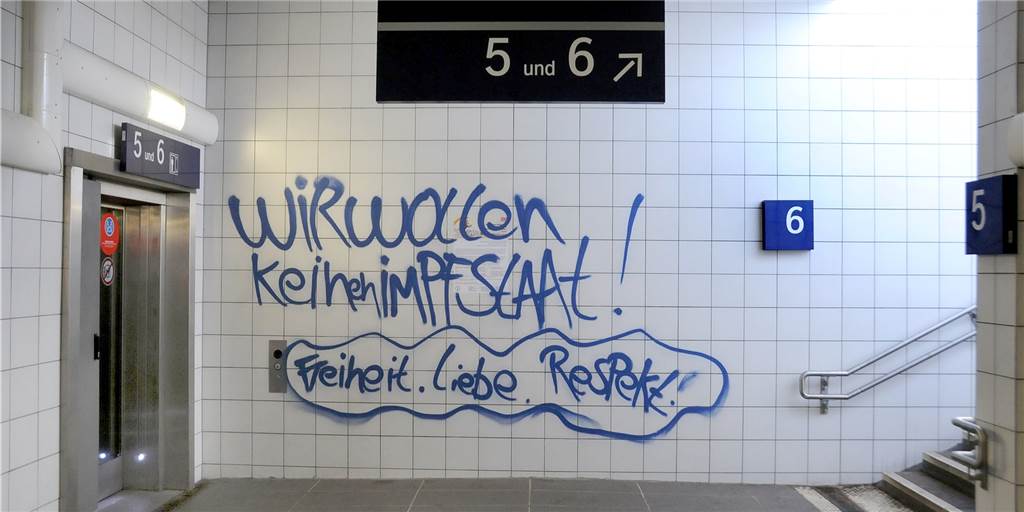 5 und 6
5 und 6
wiR wollen
keinen iMPFStAAt!
Freiheit. Liebe. Respekt!
6
5